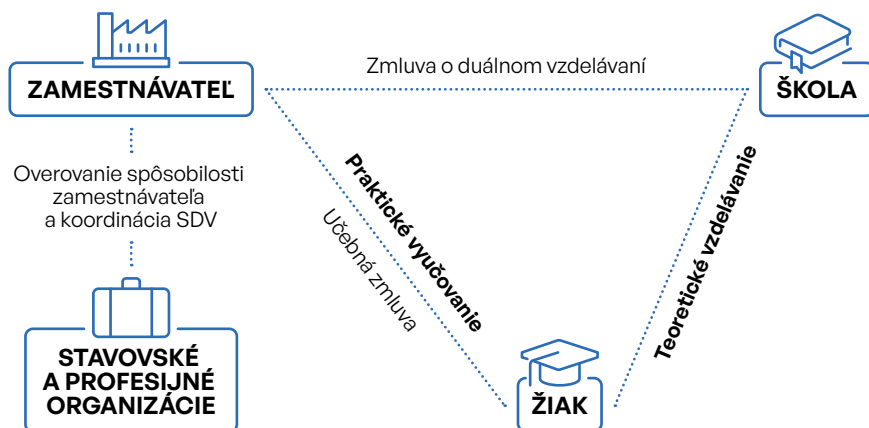 ZAMESTNÁVATEĽ
Zmluva o duálnom vzdelávaní
ŠKOLA
Overovanie spôsobilosti
zamestnávateľa
a koordinácia SDV
Praktické vyučovanie
Učebná zmluva
Teoretické vzdelávanie
STAVOVSKÉ
A PROFESIJNÉ
ORGANIZÁCIE
ŽIAK